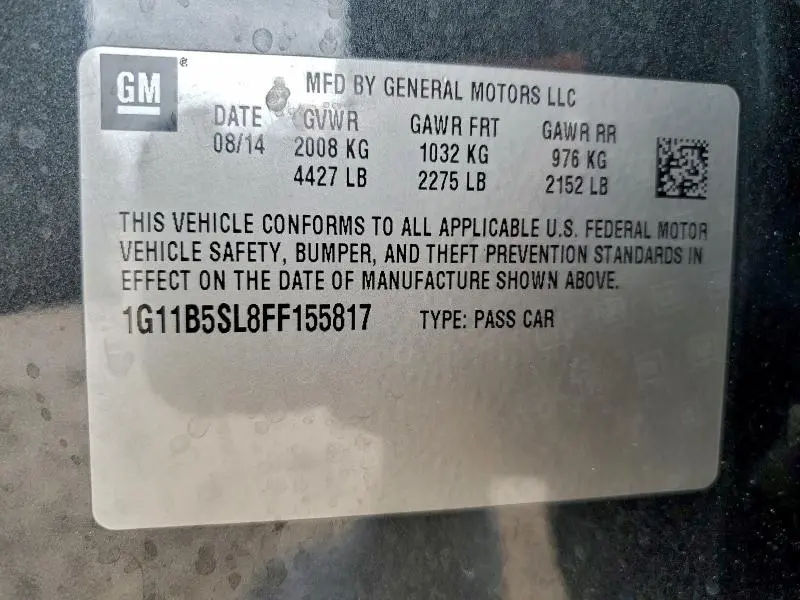 GM ®
MFD BY GENERAL MOTORS LLC
DATE GVWR GAWR FRT GAWR RR
08/14 2008 KG 1032 KG 976 KG
4427 LB 2275 LB 2152 LB
THIS VEHICLE CONFORMS TO ALL APPLICABLE U.S. FEDERAL MOTOR
VEHICLE SAFETY, BUMPER, AND THEFT PREVENTION STANDARDS IN
EFFECT ON THE DATE OF MANUFACTURE SHOWN ABOVE.
1G11B5SL8FF155817 TYPE: PASS CAR